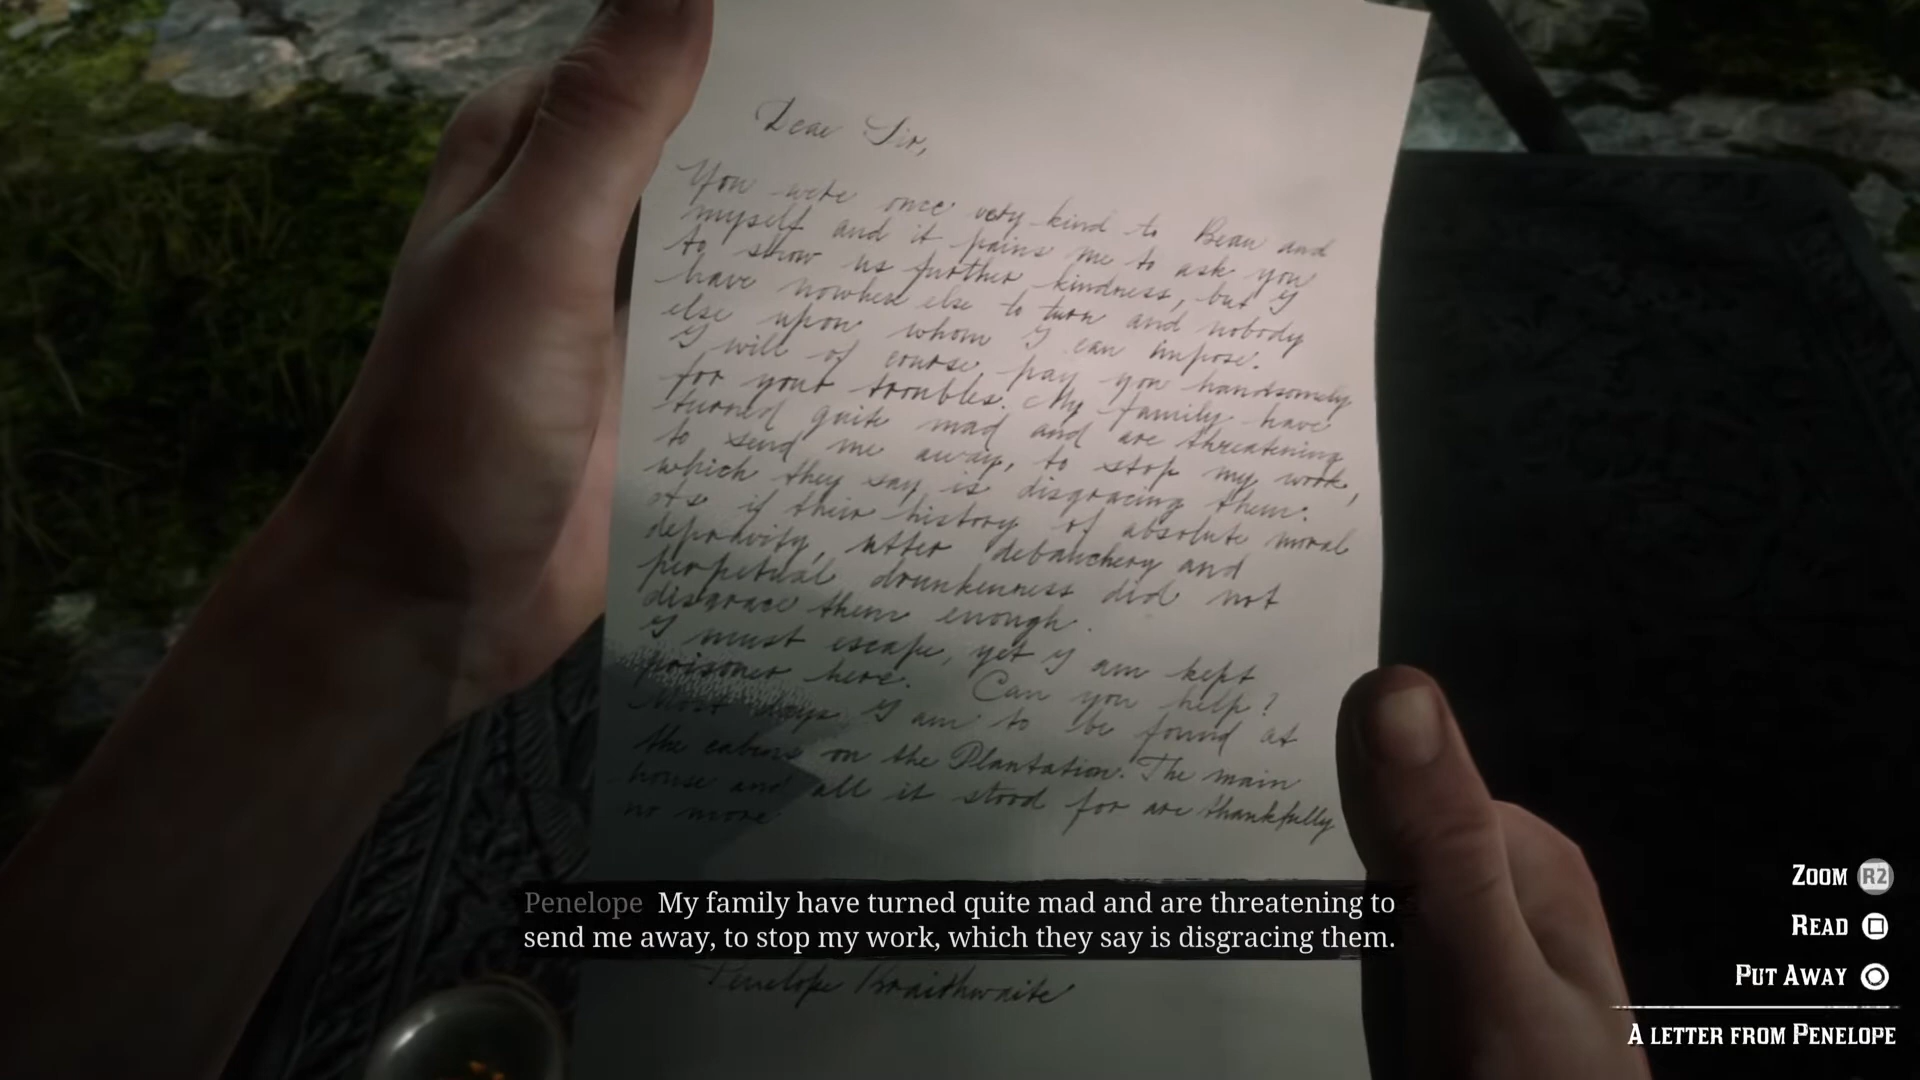 Dear Sir,
You were once very kind to Beau and
myself and it pains me to ask you
to show us further kindness, but I
have nowhere else to turn and nobody
else upon whom I can impose.
I will of course, pay you handsomely
for your troubles. My family have
turned quite mad and are threatening
to send me away, to stop my work,
which they say is disgracing them.
As if their history of absolute moral
depravity, utter debauchery and
perpetual drunkenness did not
disgrace them enough.
I must escape, yet I am kept
prisoner here. Can you help?
Most days I am to be found at
the cabins on the Plantation. The main
house and all it stood for are thankfully
no more
Penelope My family have turned quite mad and are threatening to
send me away, to stop my work, which they say is disgracing them.
Penelope Braithwaite
ZOOM R2
READ
PUT AWAY
A LETTER FROM PENELOPE